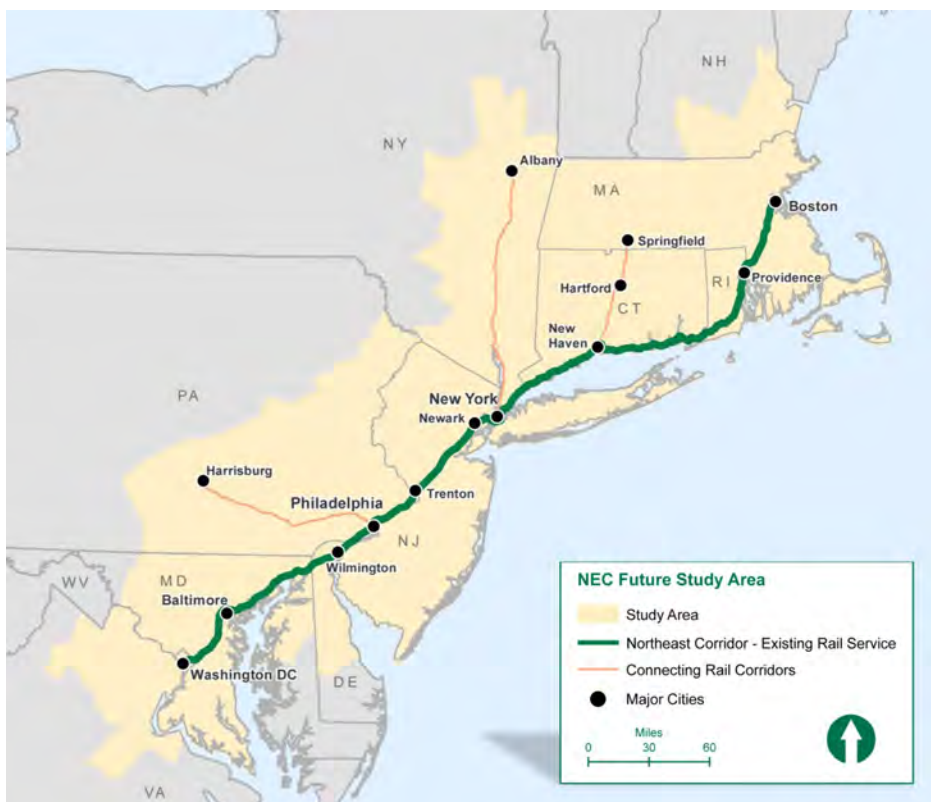 NH
NY
Albany
MA
Boston
Springfield
Providence
Hartford
RI
CT
New
Haven
PA
New York
Newark
Harrisburg
Trenton
Philadelphia
NJ
Wilmington
WV
MD
Baltimore
Washington DC
DE
VA
NEC Future Study Area
Study Area
Northeast Corridor - Existing Rail Service
Connecting Rail Corridors
Major Cities
Miles
0 30 60